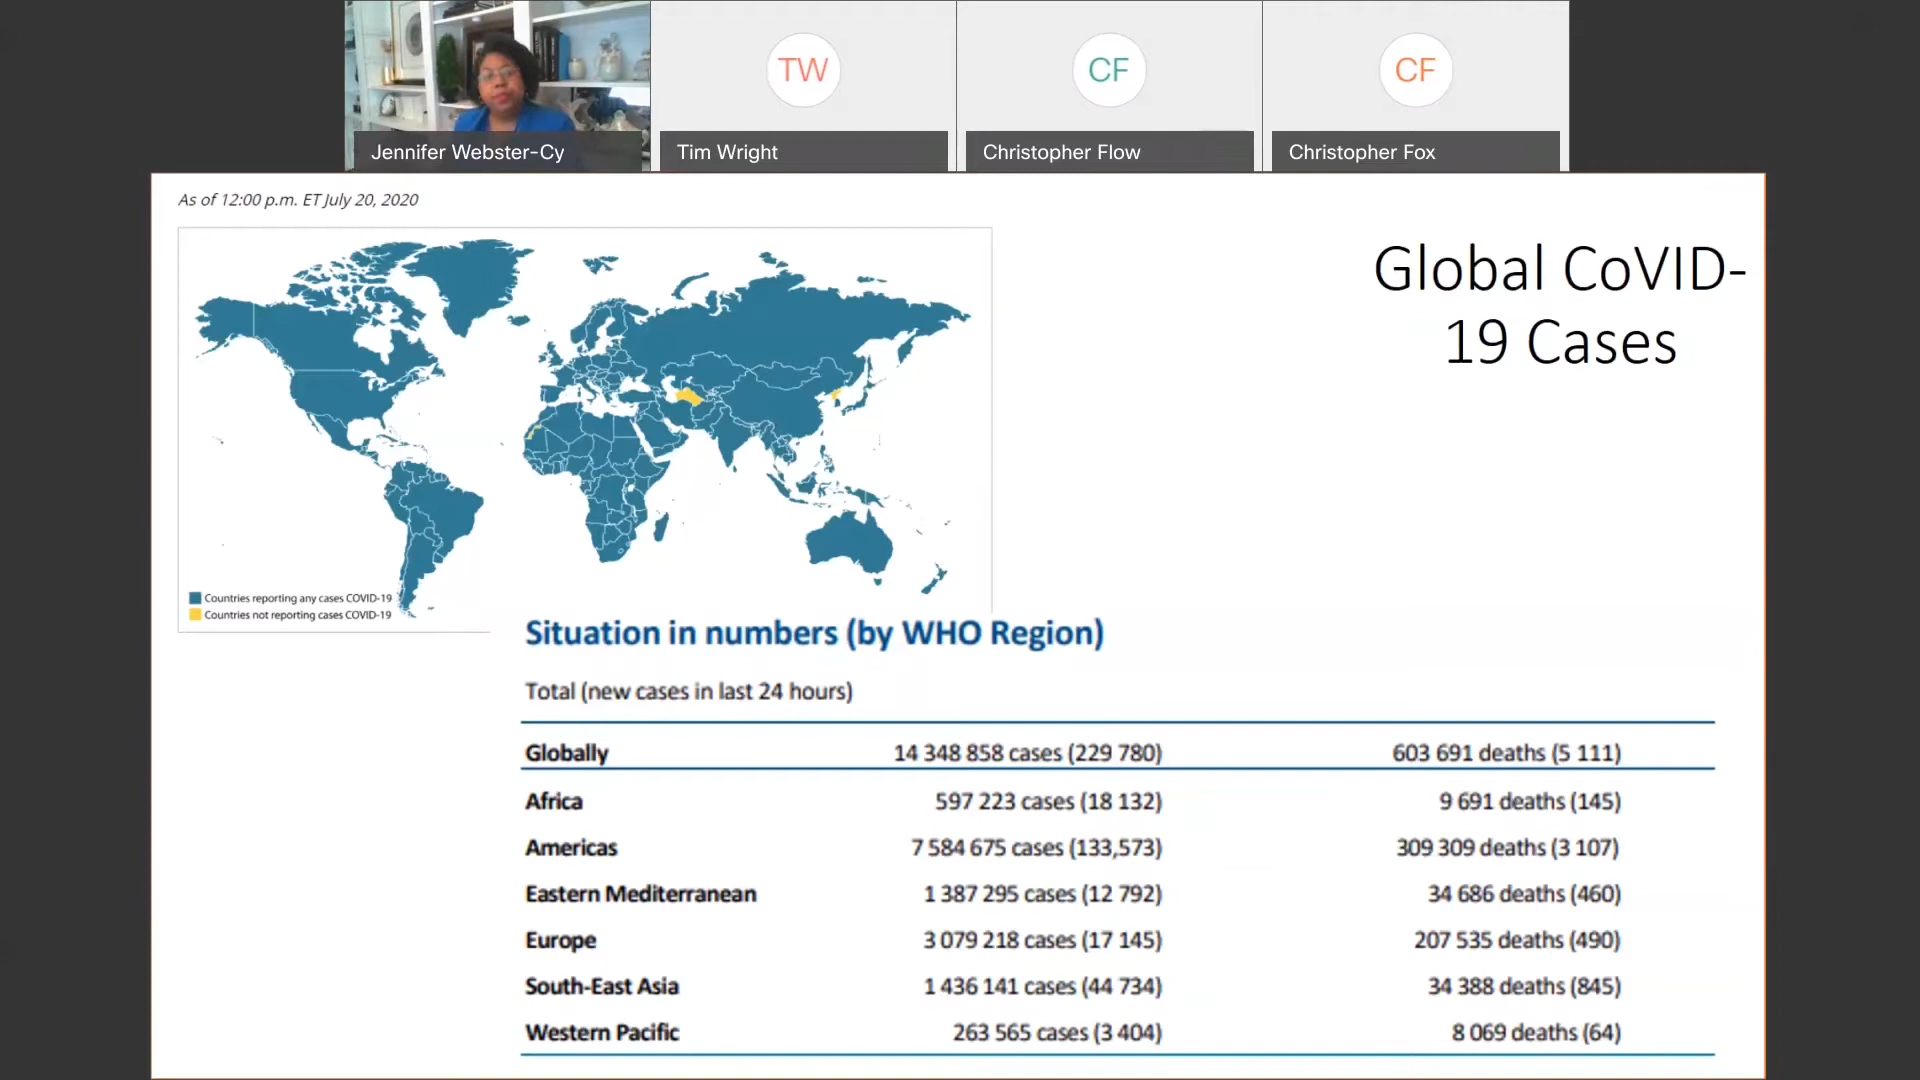 TW
CF
CF
Jennifer Webster-Cy
Tim Wright
Christopher Flow
Christopher Fox
As of 12:00 p.m. ET July 20, 2020
Global CoVID-
19 Cases
Countries reporting any cases COVID-19
Countries not reporting cases COVID-19
Situation in numbers (by WHO Region)
Total (new cases in last 24 hours)
Globally 14 348 858 cases (229 780) 603 691 deaths (5 111)
Africa 597 223 cases (18 132) 9 691 deaths (145)
Americas 7 584 675 cases (133,573) 309 309 deaths (3 107)
Eastern Mediterranean 1 387 295 cases (12 792) 34 686 deaths (460)
Europe 3 079 218 cases (17 145) 207 535 deaths (490)
South-East Asia 1 436 141 cases (44 734) 34 388 deaths (845)
Western Pacific 263 565 cases (3 404) 8 069 deaths (64)